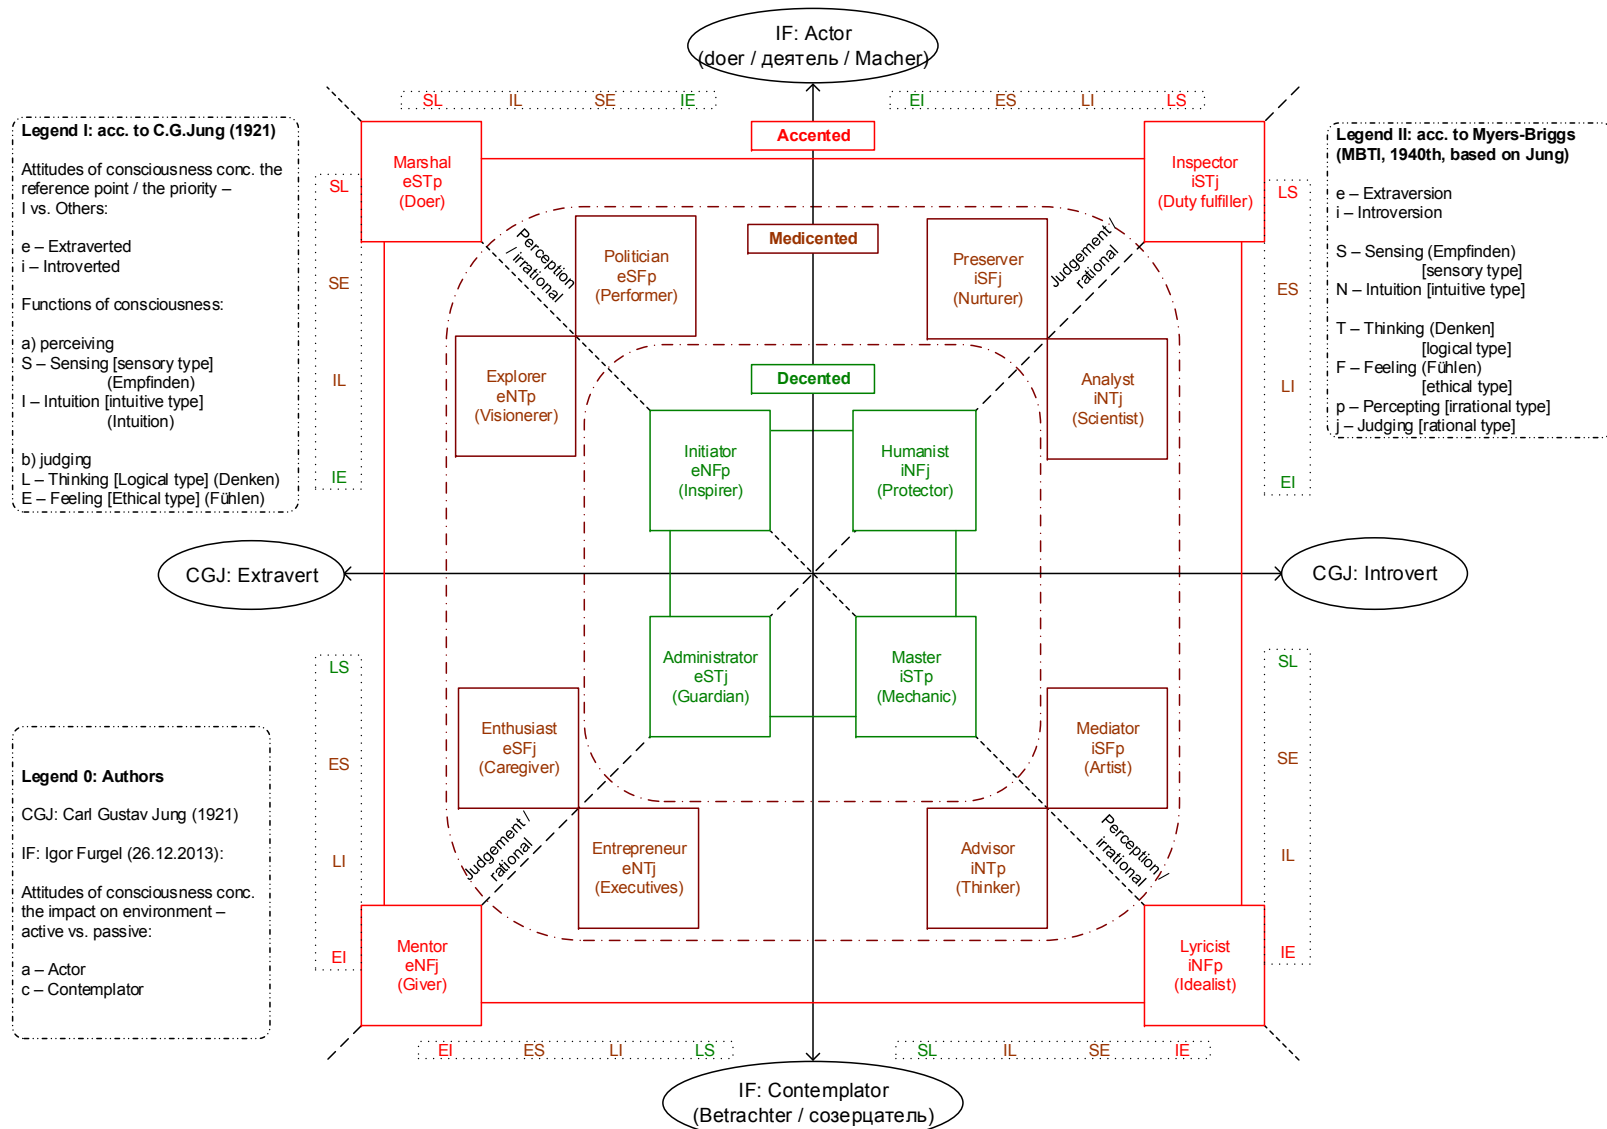 IF: Actor
(doer / деятель / Macher)
SL IL SE IE
EI ES LI LS
Legend I: acc. to C.G.Jung (1921)
Attitudes of consciousness conc. the
reference point / the priority –
I vs. Others:
e – Extraverted
i – Introverted
Functions of consciousness:
a) perceiving
S – Sensing [sensory type]
(Empfinden)
I – Intuition [intuitive type]
(Intuition)
b) judging
L – Thinking [Logical type] (Denken)
E – Feeling [Ethical type] (Fühlen)
SL
SE
IL
IE
Marshal
eSTp
(Doer)
Accented
Inspector
iSTj
(Duty fulfiller)
Perception
/ irrational
Politician
eSFp
(Performer)
Medicented
Preserver
iSFj
(Nurturer)
Judgement /
rational
Explorer
eNTp
(Visionerer)
Decented
Analyst
iNTj
(Scientist)
Initiator
eNFp
(Inspirer)
Humanist
iNFj
(Protector)
LS
ES
LI
EI
Legend II: acc. to Myers-Briggs
(MBTI, 1940th, based on Jung)
e – Extraversion
i – Introversion
S – Sensing (Empfinden)
[sensory type]
N – Intuition [intuitive type]
T – Thinking (Denken]
[logical type]
F – Feeling (Fühlen)
[ethical type]
p – Percepting [irrational type]
j – Judging [rational type]
CGJ: Extravert
CGJ: Introvert
LS
ES
LI
EI
Administrator
eSTj
(Guardian)
Master
iSTp
(Mechanic)
Enthusiast
eSFj
(Caregiver)
Mediator
iSFp
(Artist)
Judgement /
rational
Entrepreneur
eNTj
(Executives)
Advisor
iNTp
(Thinker)
Perception /
irrational
Mentor
eNFj
(Giver)
Lyricist
iNFp
(Idealist)
SL
SE
IL
IE
Legend 0: Authors
CGJ: Carl Gustav Jung (1921)
IF: Igor Furgel (26.12.2013):
Attitudes of consciousness conc.
the impact on environment –
active vs. passive:
a – Actor
c – Contemplator
EI ES LI LS
SL IL SE IE
IF: Contemplator
(Betrachter / созерцатель)